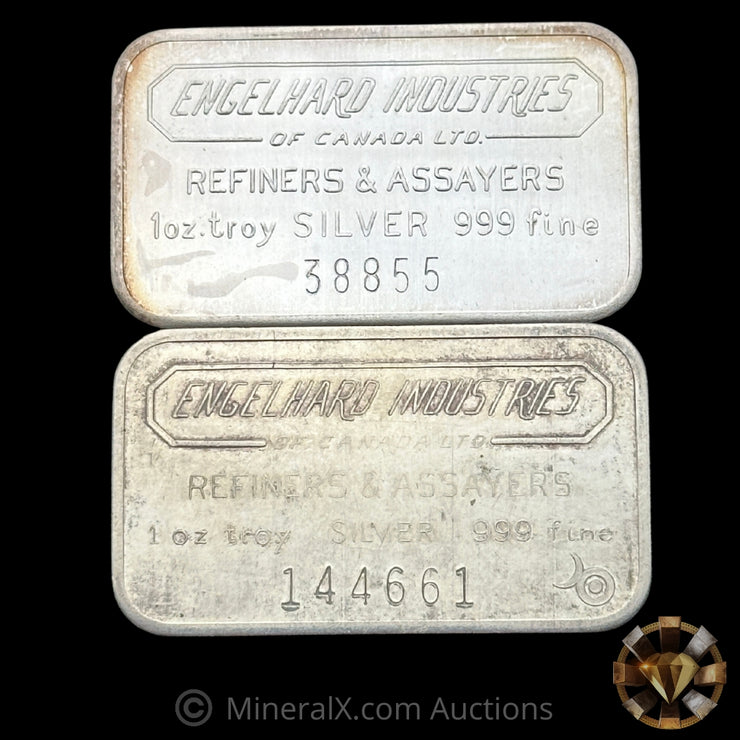 ENGELHARD INDUSTRIES
OF CANADA LTD.
REFINERS & ASSAYERS
1oz.troy SILVER 999 fine
38855
ENGELHARD INDUSTRIES
OF CANADA LTD.
REFINERS & ASSAYERS
1 oz troy SILVER 999 fine
144661
© MineralX.com Auctions